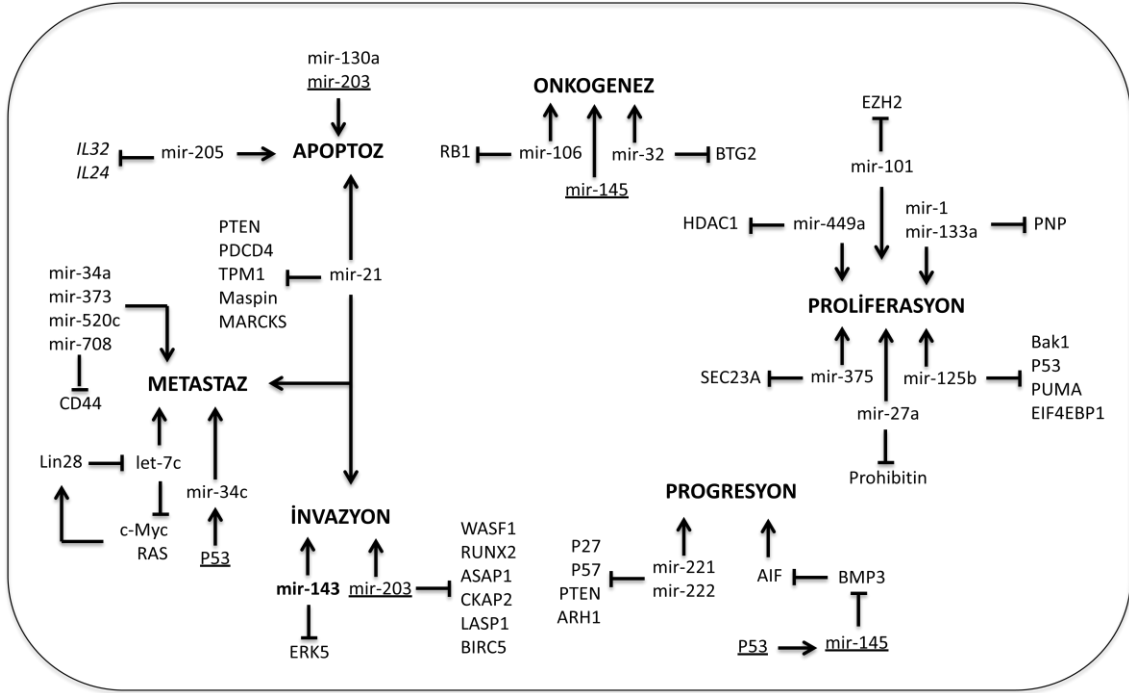 mir-130a
mir-203
APOPTOZ
IL32
IL24
mir-205
ONKOGENEZ
RB1
mir-106
mir-32
BTG2
mir-145
EZH2
mir-101
HDAC1
mir-449a
mir-1
mir-133a
PNP
PROLİFERASYON
SEC23A
mir-375
mir-125b
Bak1
P53
PUMA
EIF4EBP1
mir-27a
Prohibitin
PTEN
PDCD4
TPM1
Maspin
MARCKS
mir-21
mir-34a
mir-373
mir-520c
mir-708
METASTAZ
CD44
Lin28
let-7c
c-Myc
RAS
mir-34c
P53
İNVAZYON
mir-143
mir-203
ERK5
WASF1
RUNX2
ASAP1
CKAP2
LASP1
BIRC5
PROGRESYON
P27
P57
PTEN
ARH1
mir-221
mir-222
AIF
BMP3
P53
mir-145